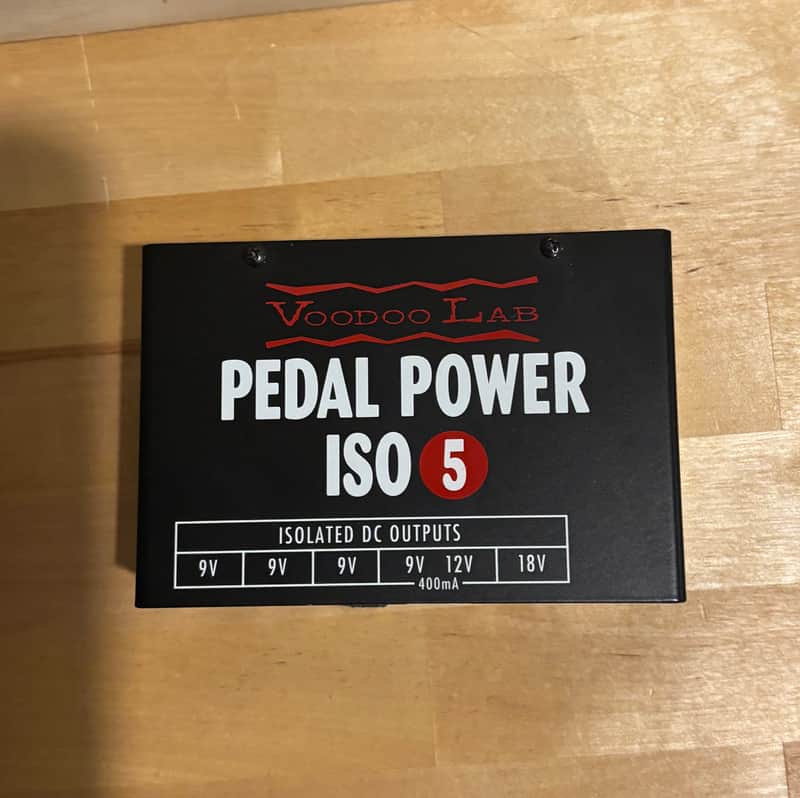 VOODOO LAB
PEDAL POWER
ISO 5
ISOLATED DC OUTPUTS
9V 9V 9V 9V 12V 18V
400mA